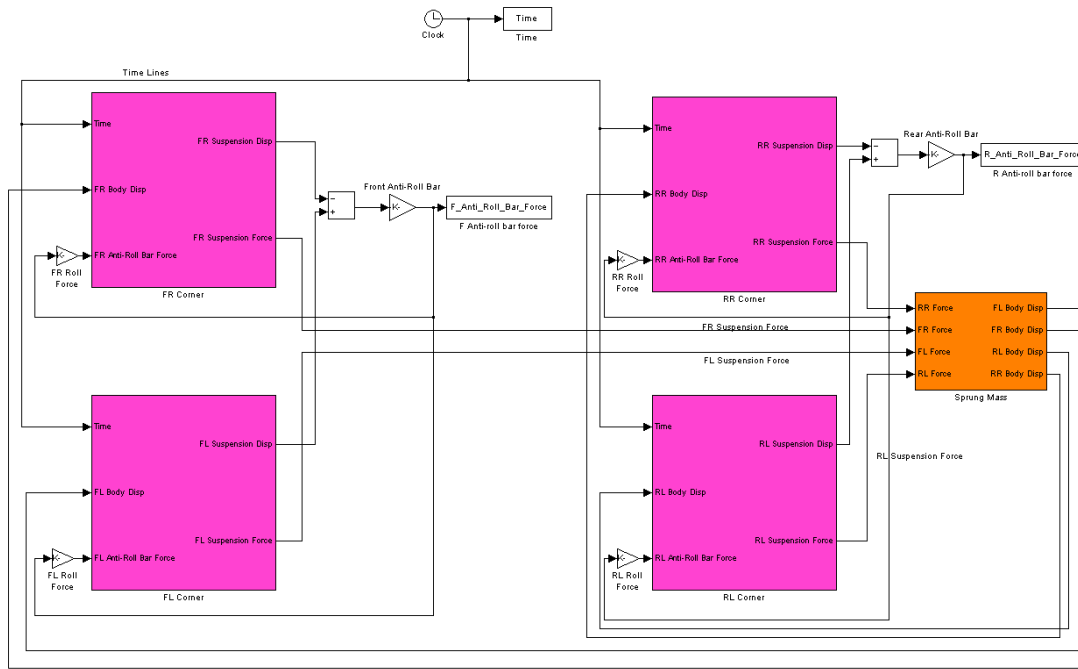 Time
Clock
Time
Time Lines
Time
FR Suspension Disp
FR Body Disp
FR Suspension Force
FR Anti-Roll Bar Force
FR Corner
K-
FR Roll
Force
Front Anti-Roll Bar
-
+
K-
F_Anti_Roll_Bar_Force
F Anti-roll bar force
Time
RR Suspension Disp
RR Body Disp
RR Suspension Force
RR Anti-Roll Bar Force
RR Corner
K-
RR Roll
Force
Rear Anti-Roll Bar
-
+
K-
R_Anti_Roll_Bar_Force
R Anti-roll bar force
FR Suspension Force
FL Suspension Force
RR Force
FL Body Disp
FR Force
FR Body Disp
FL Force
RL Body Disp
RL Force
RR Body Disp
Sprung Mass
Time
FL Suspension Disp
FL Body Disp
FL Suspension Force
FL Anti-Roll Bar Force
FL Corner
K-
FL Roll
Force
Time
RL Suspension Disp
RL Body Disp
RL Suspension Force
RL Anti-Roll Bar Force
RL Corner
K-
RL Roll
Force
RL Suspension Force